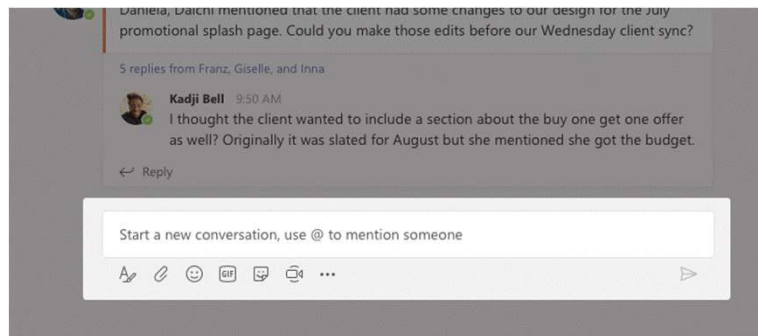 Daniela, Daichi mentioned that the client had some changes to our design for the July
promotional splash page. Could you make those edits before our Wednesday client sync?
5 replies from Franz, Giselle, and Inna
Kadji Bell 9:50 AM
I thought the client wanted to include a section about the buy one get one offer
as well? Originally it was slated for August but she mentioned she got the budget.
Reply
Start a new conversation, use @ to mention someone
GIF